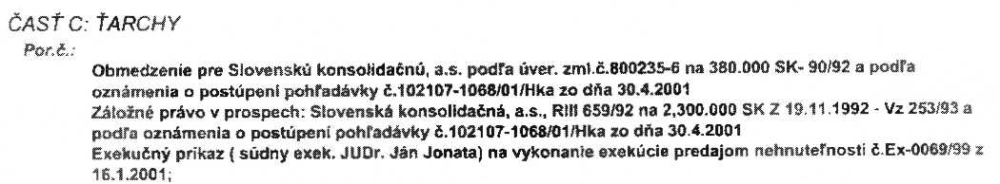 ČASŤ C: ŤARCHY
Por.č.:
Obmedzenie pre Slovenskú konsolidačnú, a.s. podľa úver. zml.č.800235-6 na 380.000 SK- 90/92 a podľa
oznámenia o postúpení pohľadávky č.102107-1068/01/Hka zo dňa 30.4.2001
Záložné právo v prospech: Slovenská konsolidačná, a.s., RIII 659/92 na 2,300.000 SK Z 19.11.1992 - Vz 253/93 a
podľa oznámenia o postúpení pohľadávky č.102107-1068/01/Hka zo dňa 30.4.2001
Exekučný príkaz ( súdny exek. JUDr. Ján Jonata) na vykonanie exekúcie predajom nehnuteľnosti č.Ex-0069/99 z
16.1.2001;